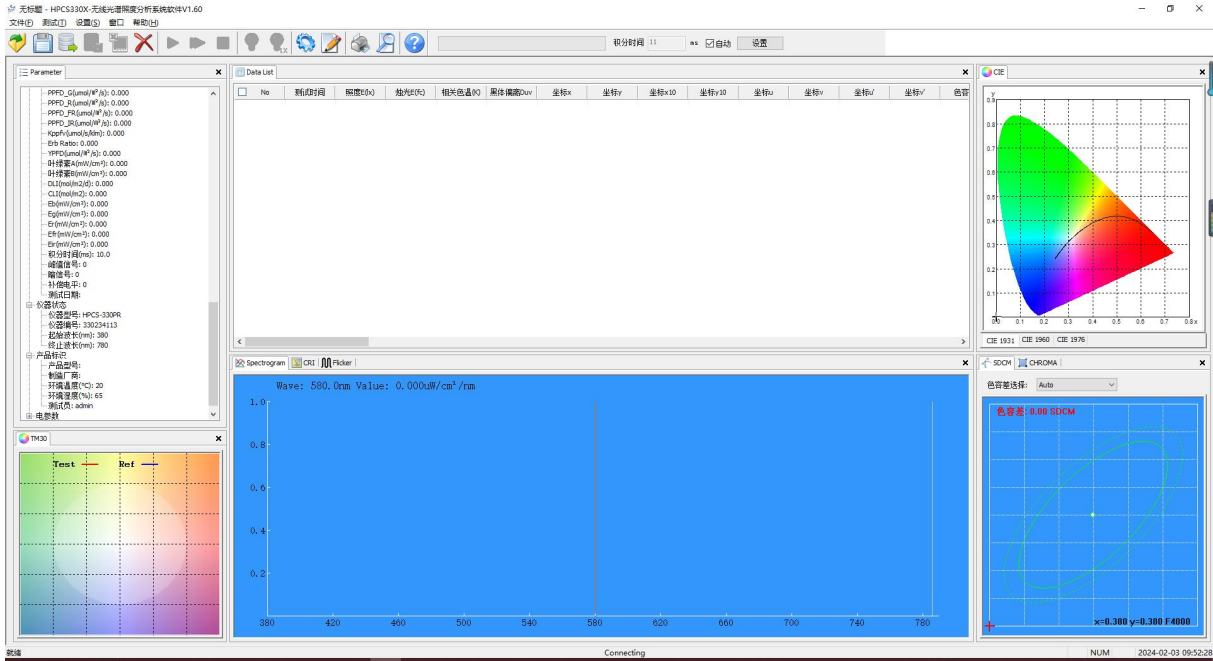 无标题 - HPCS330X-无线光谱照度分析系统软件V1.60
文件(F) 测试(T) 设置(S) 窗口 帮助(H)
积分时间 11 ms 自动 设置
Parameter
PPFD_G(umol/m²/s): 0.000
PPFD_R(umol/m²/s): 0.000
PPFD_FR(umol/m²/s): 0.000
PPFD_IR(umol/m²/s): 0.000
Kppfv(umol/s/klm): 0.000
Erb Ratio: 0.000
YPFD(umol/m²/s): 0.000
叶绿素A(mW/cm²): 0.000
叶绿素B(mW/cm²): 0.000
DLI(mol/m2/d): 0.000
CLI(mol/m2): 0.000
Eb(mW/cm²): 0.000
Eg(mW/cm²): 0.000
Er(mW/cm²): 0.000
Efr(mW/cm²): 0.000
Eir(mW/cm²): 0.000
积分时间(ms): 10.0
峰值信号: 0
暗信号: 0
补偿电平: 0
测试日期:
仪器状态
仪器型号: HPCS-330PR
仪器编号: 330234113
起始波长(nm): 380
终止波长(nm): 780
产品标识
产品型号:
制造厂商:
环境温度(°C): 20
环境湿度(%): 65
测试员: admin
电参数
TM30
Test Ref
Data List
No 测试时间 照度E(lx) 烛光E(fc) 相关色温(K) 黑体偏离Duv 坐标x 坐标y 坐标x10 坐标y10 坐标u 坐标v 坐标u' 坐标v' 色容
Spectrogram CRI Flicker
Wave: 580.0nm Value: 0.000uW/cm²/nm
1.0
0.8
0.6
0.4
0.2
380 420 460 500 540 580 620 660 700 740 780
CIE
y
0.9
0.8
0.7
0.6
0.5
0.4
0.3
0.2
0.1
0.0 0.1 0.2 0.3 0.4 0.5 0.6 0.7 0.8 x
CIE 1931 CIE 1960 CIE 1976
SDCM CHROMA
色容差选择: Auto
色容差: 0.00 SDCM
x=0.380 y=0.380 F4000
就绪 Connecting NUM 2024-02-03 09:52:28